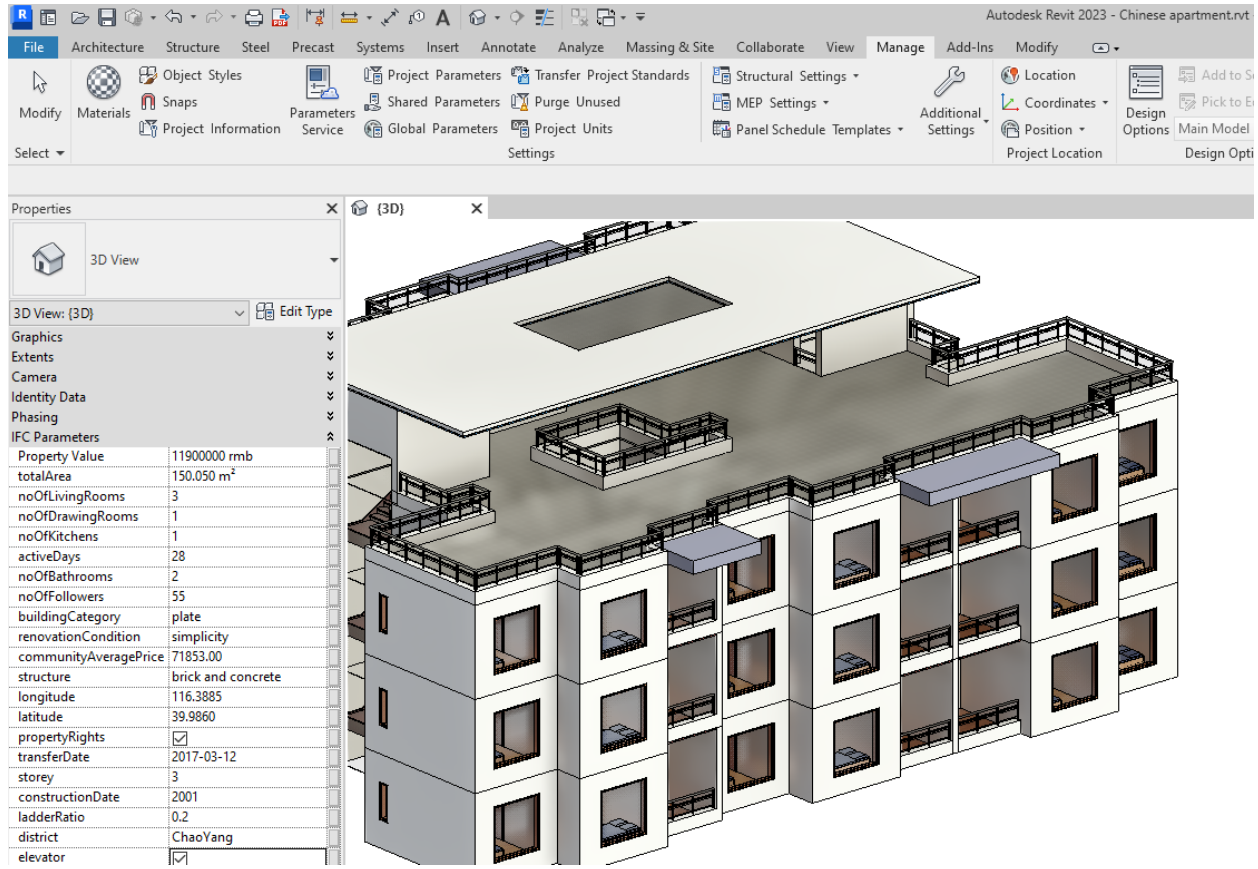 Autodesk Revit 2023 - Chinese apartment.rvt
File Architecture Structure Steel Precast Systems Insert Annotate Analyze Massing & Site Collaborate View Manage Add-Ins Modify
Modify
Materials
Object Styles
Snaps
Project Information
Parameters Service
Project Parameters
Shared Parameters
Global Parameters
Transfer Project Standards
Purge Unused
Project Units
Structural Settings
MEP Settings
Panel Schedule Templates
Additional Settings
Location
Coordinates
Position
Design Options
Add to S
Pick to E
Main Model
Select
Settings
Project Location
Design Opti
Properties
{3D}
3D View
3D View: {3D}
Edit Type
Graphics
Extents
Camera
Identity Data
Phasing
IFC Parameters
Property Value 11900000 rmb
totalArea 150.050 m²
noOfLivingRooms 3
noOfDrawingRooms 1
noOfKitchens 1
activeDays 28
noOfBathrooms 2
noOfFollowers 55
buildingCategory plate
renovationCondition simplicity
communityAveragePrice 71853.00
structure brick and concrete
longitude 116.3885
latitude 39.9860
propertyRights
transferDate 2017-03-12
storey 3
constructionDate 2001
ladderRatio 0.2
district ChaoYang
elevator